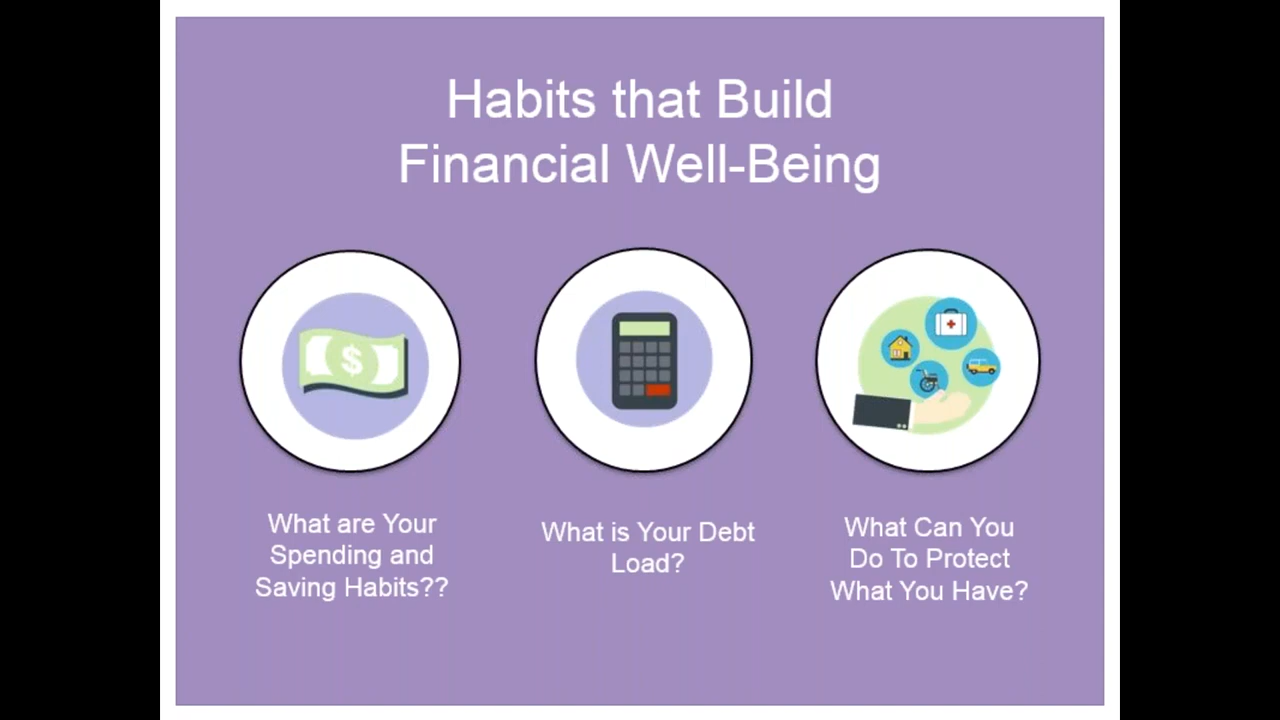 Habits that Build
Financial Well-Being
$
What are Your
Spending and
Saving Habits??
What is Your Debt
Load?
What Can You
Do To Protect
What You Have?